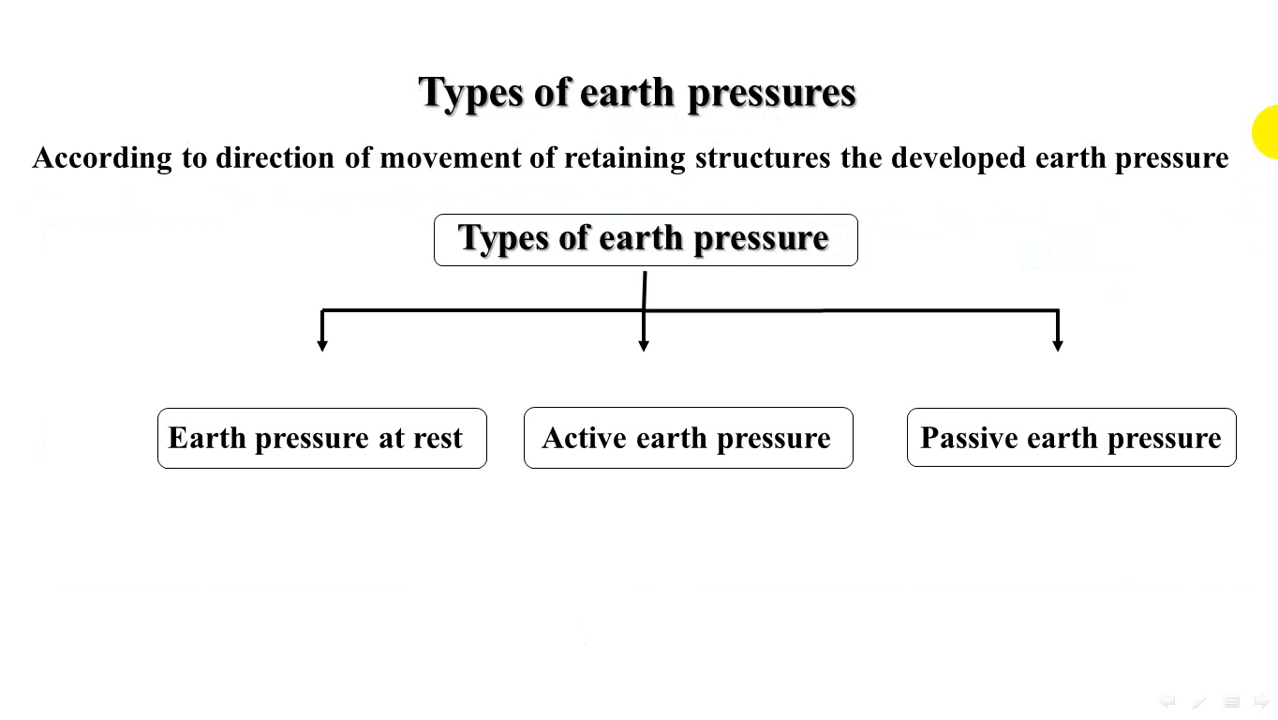 Types of earth pressures
According to direction of movement of retaining structures the developed earth pressure
Types of earth pressure
Earth pressure at rest
Active earth pressure
Passive earth pressure